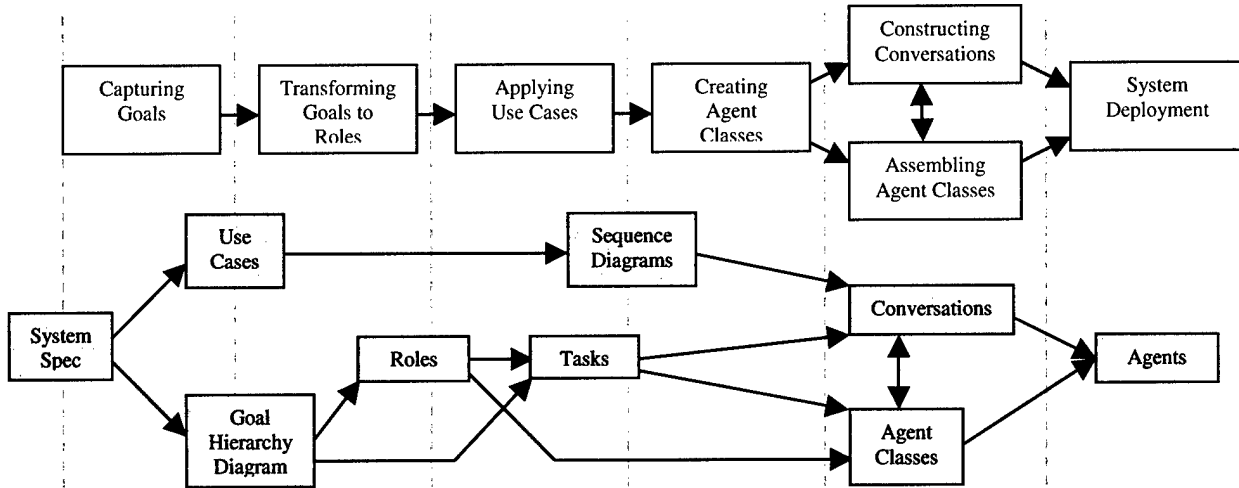 Capturing
Goals
Transforming
Goals to
Roles
Applying
Use Cases
Creating
Agent
Classes
Constructing
Conversations
Assembling
Agent Classes
System
Deployment
Use
Cases
Sequence
Diagrams
Conversations
System
Spec
Roles
Tasks
Agents
Goal
Hierarchy
Diagram
Agent
Classes